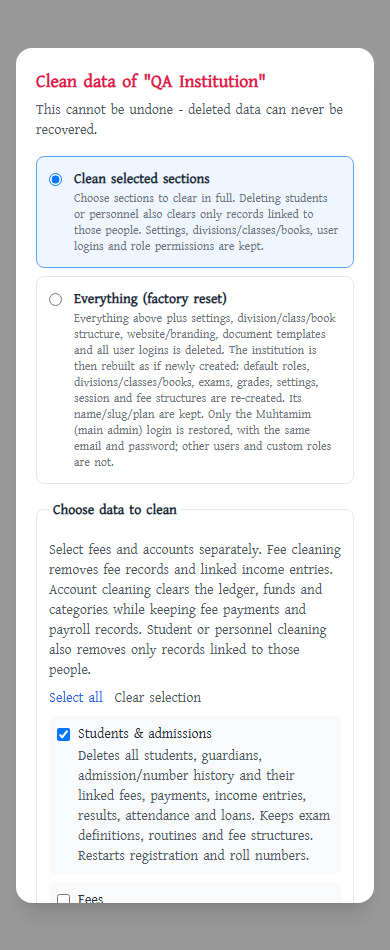 Clean data of "QA Institution"
This cannot be undone - deleted data can never be
recovered.
Clean selected sections
Choose sections to clear in full. Deleting students
or personnel also clears only records linked to
those people. Settings, divisions/classes/books, user
logins and role permissions are kept.
Everything (factory reset)
Everything above plus settings, division/class/book
structure, website/branding, document templates
and all user logins is deleted. The institution is
then rebuilt as if newly created: default roles,
divisions/classes/books, exams, grades, settings,
session and fee structures are re-created. Its
name/slug/plan are kept. Only the Muhtamim
(main admin) login is restored, with the same
email and password; other users and custom roles
are not.
Choose data to clean
Select fees and accounts separately. Fee cleaning
removes fee records and linked income entries.
Account cleaning clears the ledger, funds and
categories while keeping fee payments and
payroll records. Student or personnel cleaning
also removes only records linked to those
people.
Select all Clear selection
Students & admissions
Deletes all students, guardians,
admission/number history and their
linked fees, payments, income entries,
results, attendance and loans. Keeps exam
definitions, routines and fee structures.
Restarts registration and roll numbers.
Fees